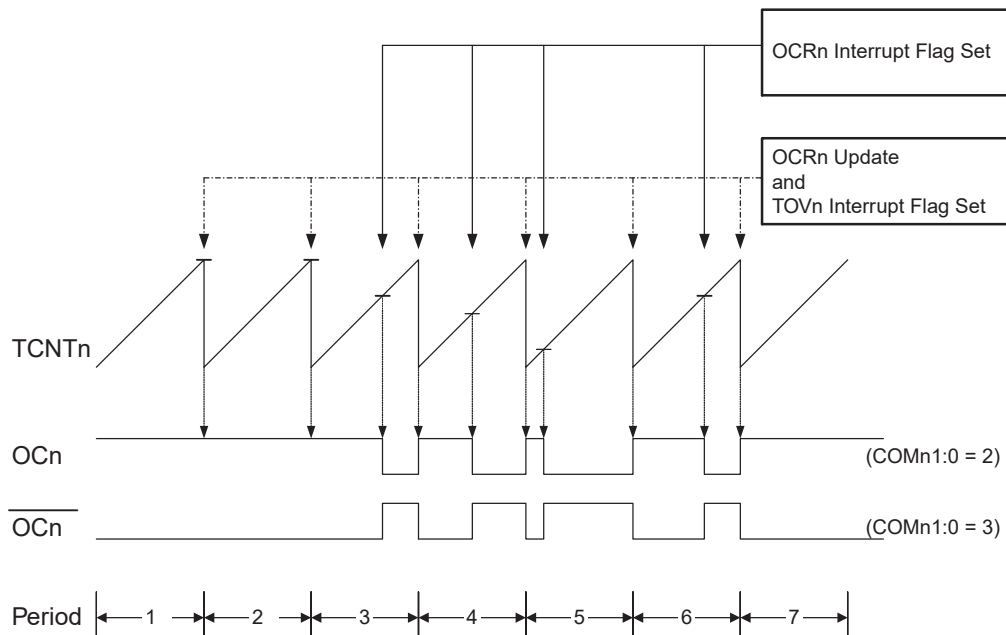 OCRn Interrupt Flag Set
OCRn Update
and
TOVn Interrupt Flag Set
TCNTn
OCn
(COMn1:0 = 2)
OCn
(COMn1:0 = 3)
Period
1
2
3
4
5
6
7